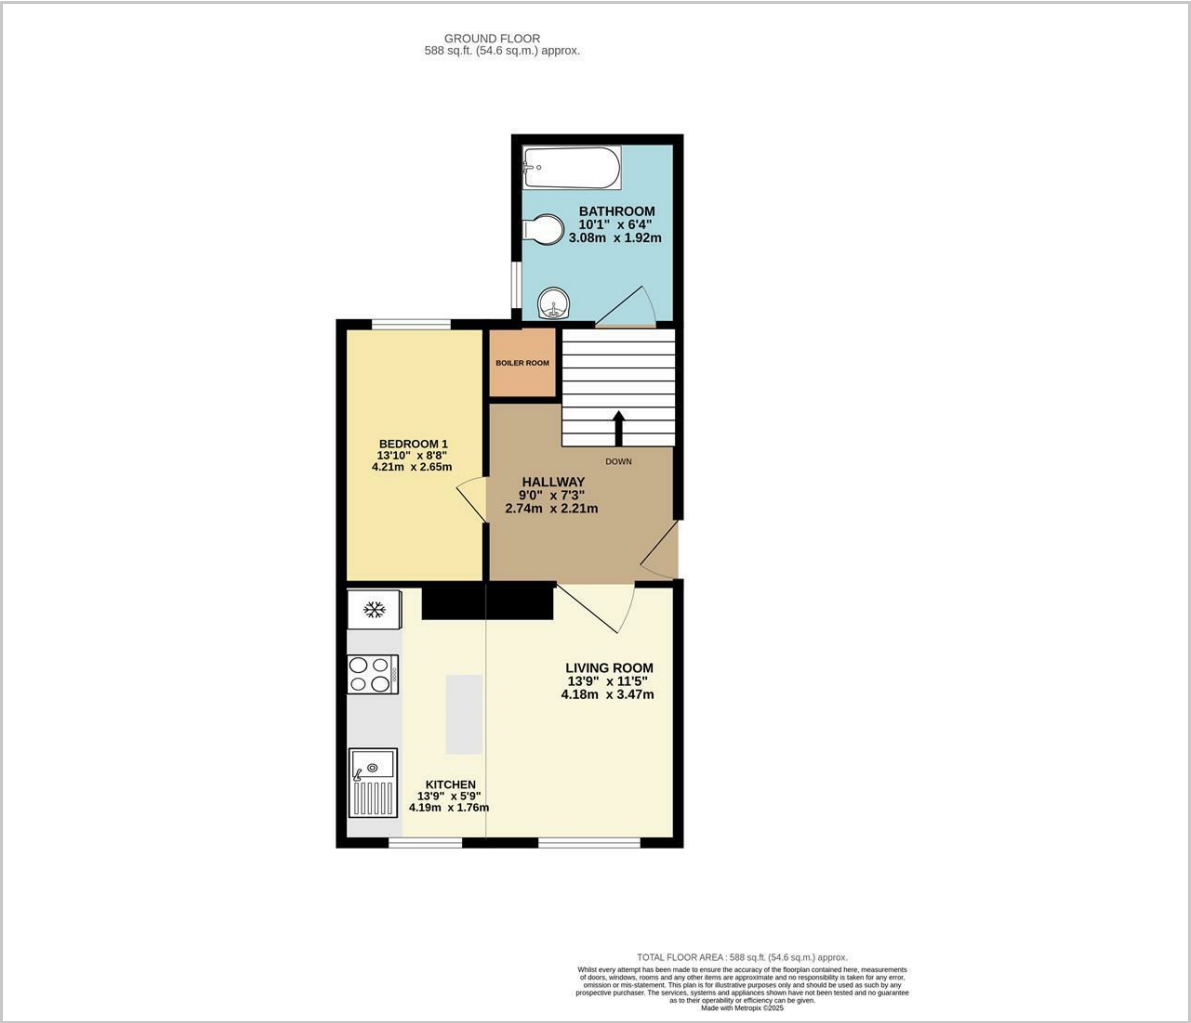 GROUND FLOOR
588 sq.ft. (54.6 sq.m.) approx.
BATHROOM
10'1" x 6'4"
3.08m x 1.92m
BOILER ROOM
BEDROOM 1
13'10" x 8'8"
4.21m x 2.65m
DOWN
HALLWAY
9'0" x 7'3"
2.74m x 2.21m
LIVING ROOM
13'9" x 11'5"
4.18m x 3.47m
KITCHEN
13'9" x 5'9"
4.19m x 1.76m
TOTAL FLOOR AREA : 588 sq.ft. (54.6 sq.m.) approx.
Whilst every attempt has been made to ensure the accuracy of the floorplan contained here, measurements
of doors, windows, rooms and any other items are approximate and no responsibility is taken for any error,
omission or mis-statement. This plan is for illustrative purposes only and should be used as such by any
prospective purchaser. The services, systems and appliances shown have not been tested and no guarantee
as to their operability or efficiency can be given.
Made with Metropix ©2025